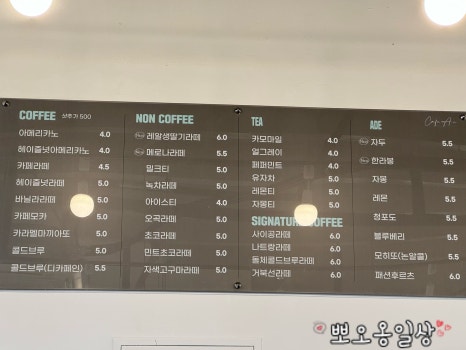 COFFEE 샷추가 500
아메리카노 4.0
헤이즐넛아메리카노 4.0
카페라떼 4.5
헤이즐넛라떼 5.0
바닐라라떼 5.0
카페모카 5.0
카라멜마끼아또 5.0
콜드브루 5.0
콜드브루(디카페인) 5.5
NON COFFEE
레알생딸기라떼 6.0
메로나라떼 5.5
밀크티 5.0
녹차라떼 5.0
아이스티 4.0
오곡라떼 5.0
초코라떼 5.0
민트초코라떼 5.0
자색고구마라떼 5.0
TEA
카모마일 4.0
얼그레이 4.0
페퍼민트 4.0
유자차 5.0
레몬티 5.0
자몽티 5.0
SIGNATURE COFFEE
사이공라떼 6.0
나트랑라떼 6.0
돌체콜드브루라떼 6.0
거북선라떼 6.0
ADE
자두 5.5
한라봉 5.5
자몽 5.5
레몬 5.5
청포도 5.5
블루베리 5.5
모히또(논알콜) 5.5
패션후르츠 6.0
뽀오옹일상